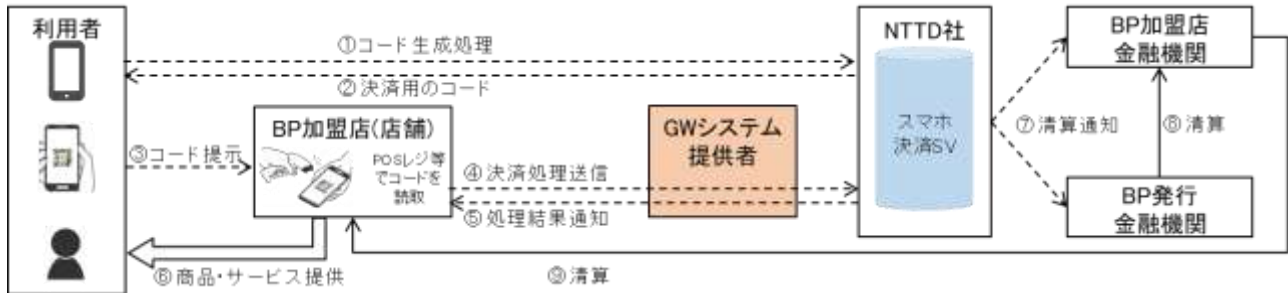 利用者
①コード生成処理
②決済用のコード
③コード提示
BP加盟店(店舗)
POSレジ等
でコードを
読取
GWシステム
提供者
④決済処理送信
⑤処理結果通知
⑥商品・サービス提供
NTTD社
スマホ
決済SV
BP加盟店
金融機関
⑦清算通知
⑧清算
BP発行
金融機関
⑨清算